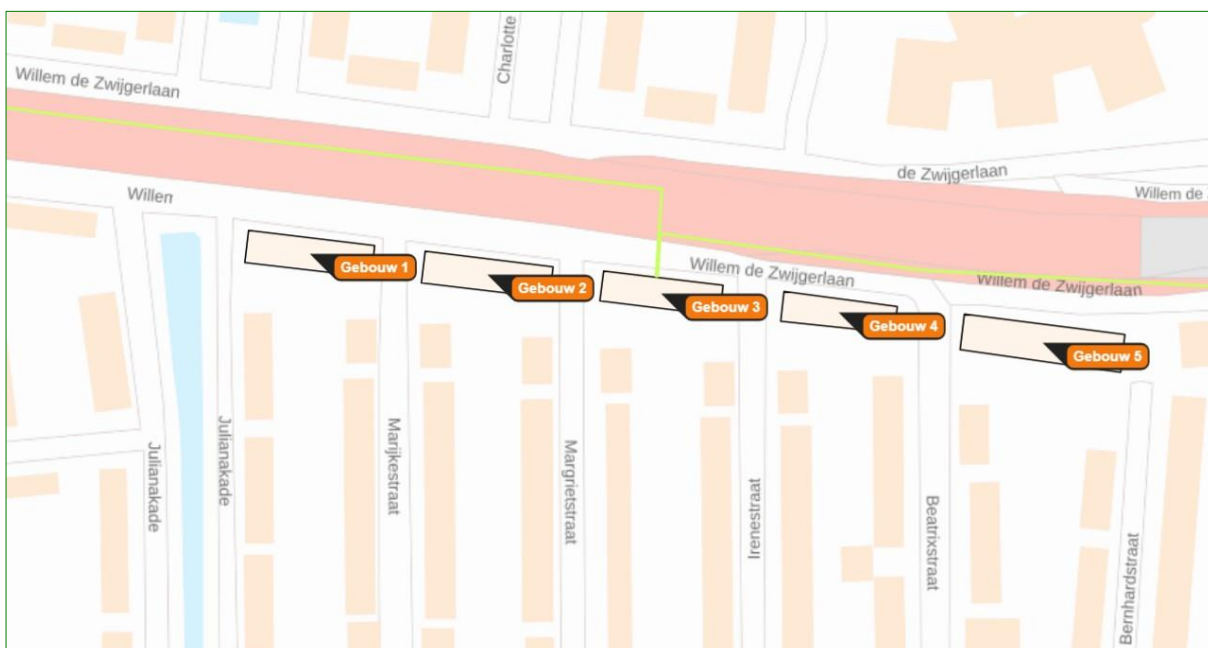 Charlotte
Willem de Zwijgerlaan
de Zwijgerlaan
Willem de
Willem
Willem de Zwijgerlaan
Willem de Zwijgerlaan
Gebouw 1
Gebouw 2
Gebouw 3
Gebouw 4
Gebouw 5
Julianakade
Julianakade
Marijkestraat
Margrietstraat
Irenestraat
Beatrixstraat
Bernhardstraat